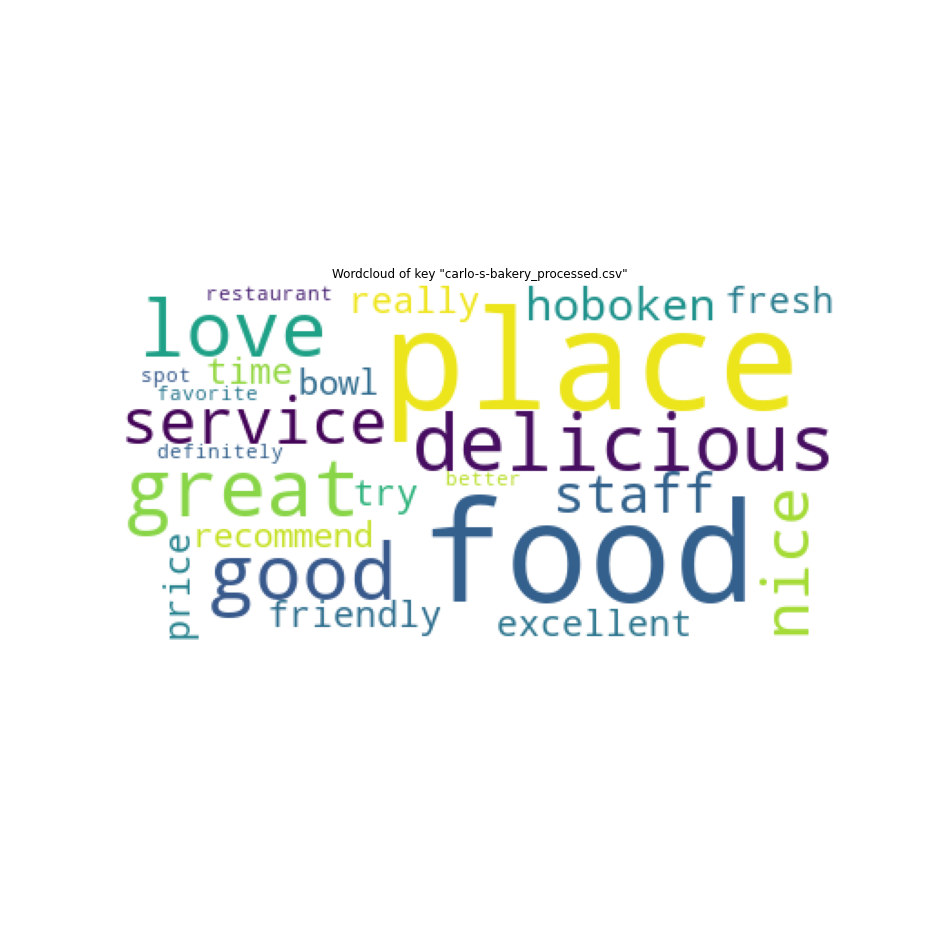 Wordcloud of key "carlo-s-bakery_processed.csv"
restaurant
really
hoboken
fresh
love
place
time
spot
bowl
favorite
service
delicious
definitely
great
try
better
staff
recommend
food
nice
price
good
friendly
excellent